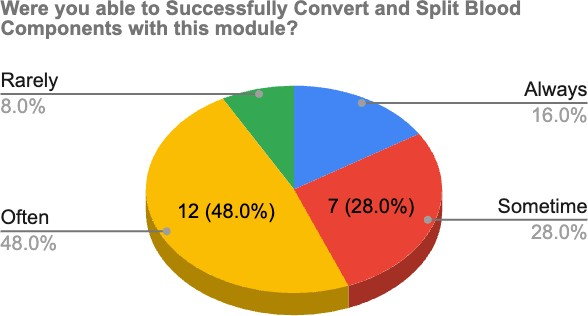 Were you able to Successfully Convert and Split Blood
Components with this module?
Rarely
8.0%
Always
16.0%
12 (48.0%)
7 (28.0%)
Often
48.0%
Sometime
28.0%